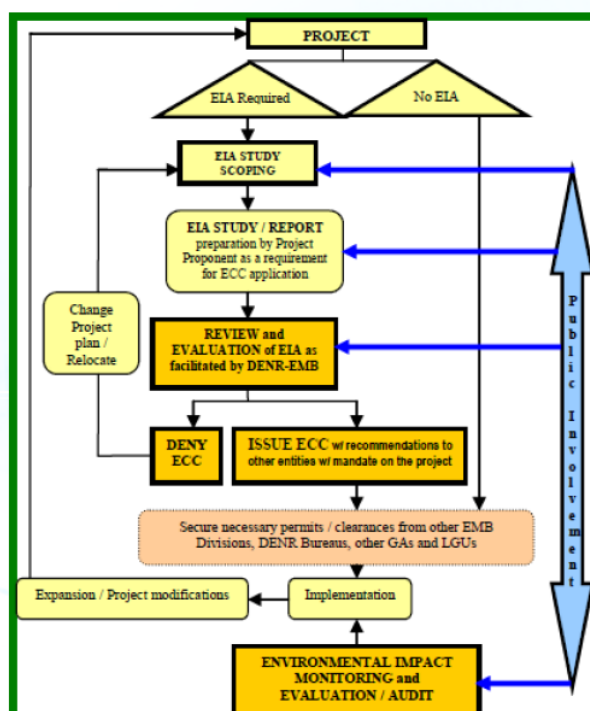 PROJECT
EIA Required
No EIA
EIA STUDY
SCOPING
EIA STUDY / REPORT
preparation by Project
Proponent as a requirement
for ECC application
Change
Project
plan /
Relocate
REVIEW and
EVALUATION of EIA as
facilitated by DENR-EMB
DENY
ECC
ISSUE ECC w/ recommendations to
other entities w/ mandate on the project
Secure necessary permits / clearances from other EMB
Divisions, DENR Bureaus, other GAs and LGUs
Expansion / Project modifications
Implementation
ENVIRONMENTAL IMPACT
MONITORING and
EVALUATION / AUDIT
Public Involvement